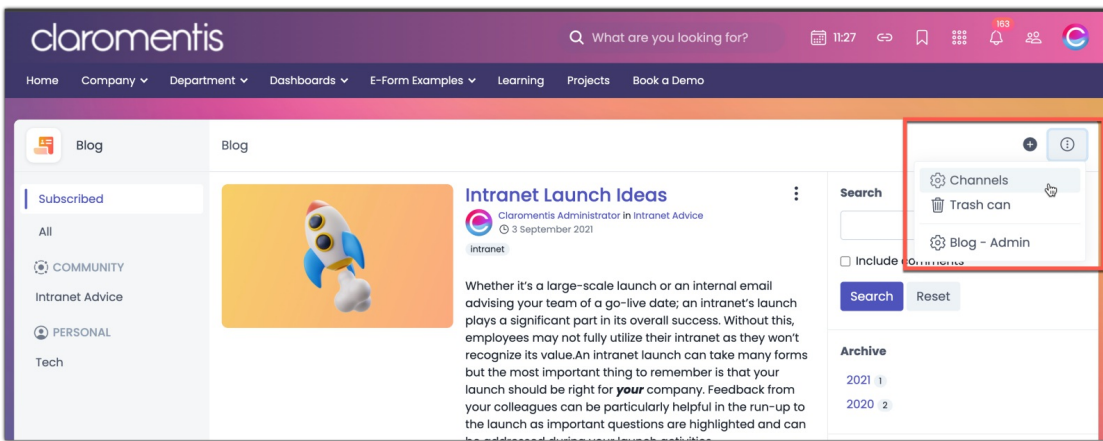 claromentis
What are you looking for?
11:27
163
Home Company Department Dashboards E-Form Examples Learning Projects Book a Demo
Blog
Blog
Subscribed
All
COMMUNITY
Intranet Advice
PERSONAL
Tech
Intranet Launch Ideas
Claromentis Administrator in Intranet Advice
3 September 2021
intranet
Whether it's a large-scale launch or an internal email
advising your team of a go-live date; an intranet's launch
plays a significant part in its overall success. Without this,
employees may not fully utilize their intranet as they won't
recognize its value.An intranet launch can take many forms
but the most important thing to remember is that your
launch should be right for your company. Feedback from
your colleagues can be particularly helpful in the run-up to
the launch as important questions are highlighted and can
be addressed during your launch activities
Channels
Trash can
Blog - Admin
Search
Include comments
Search Reset
Archive
2021 1
2020 2